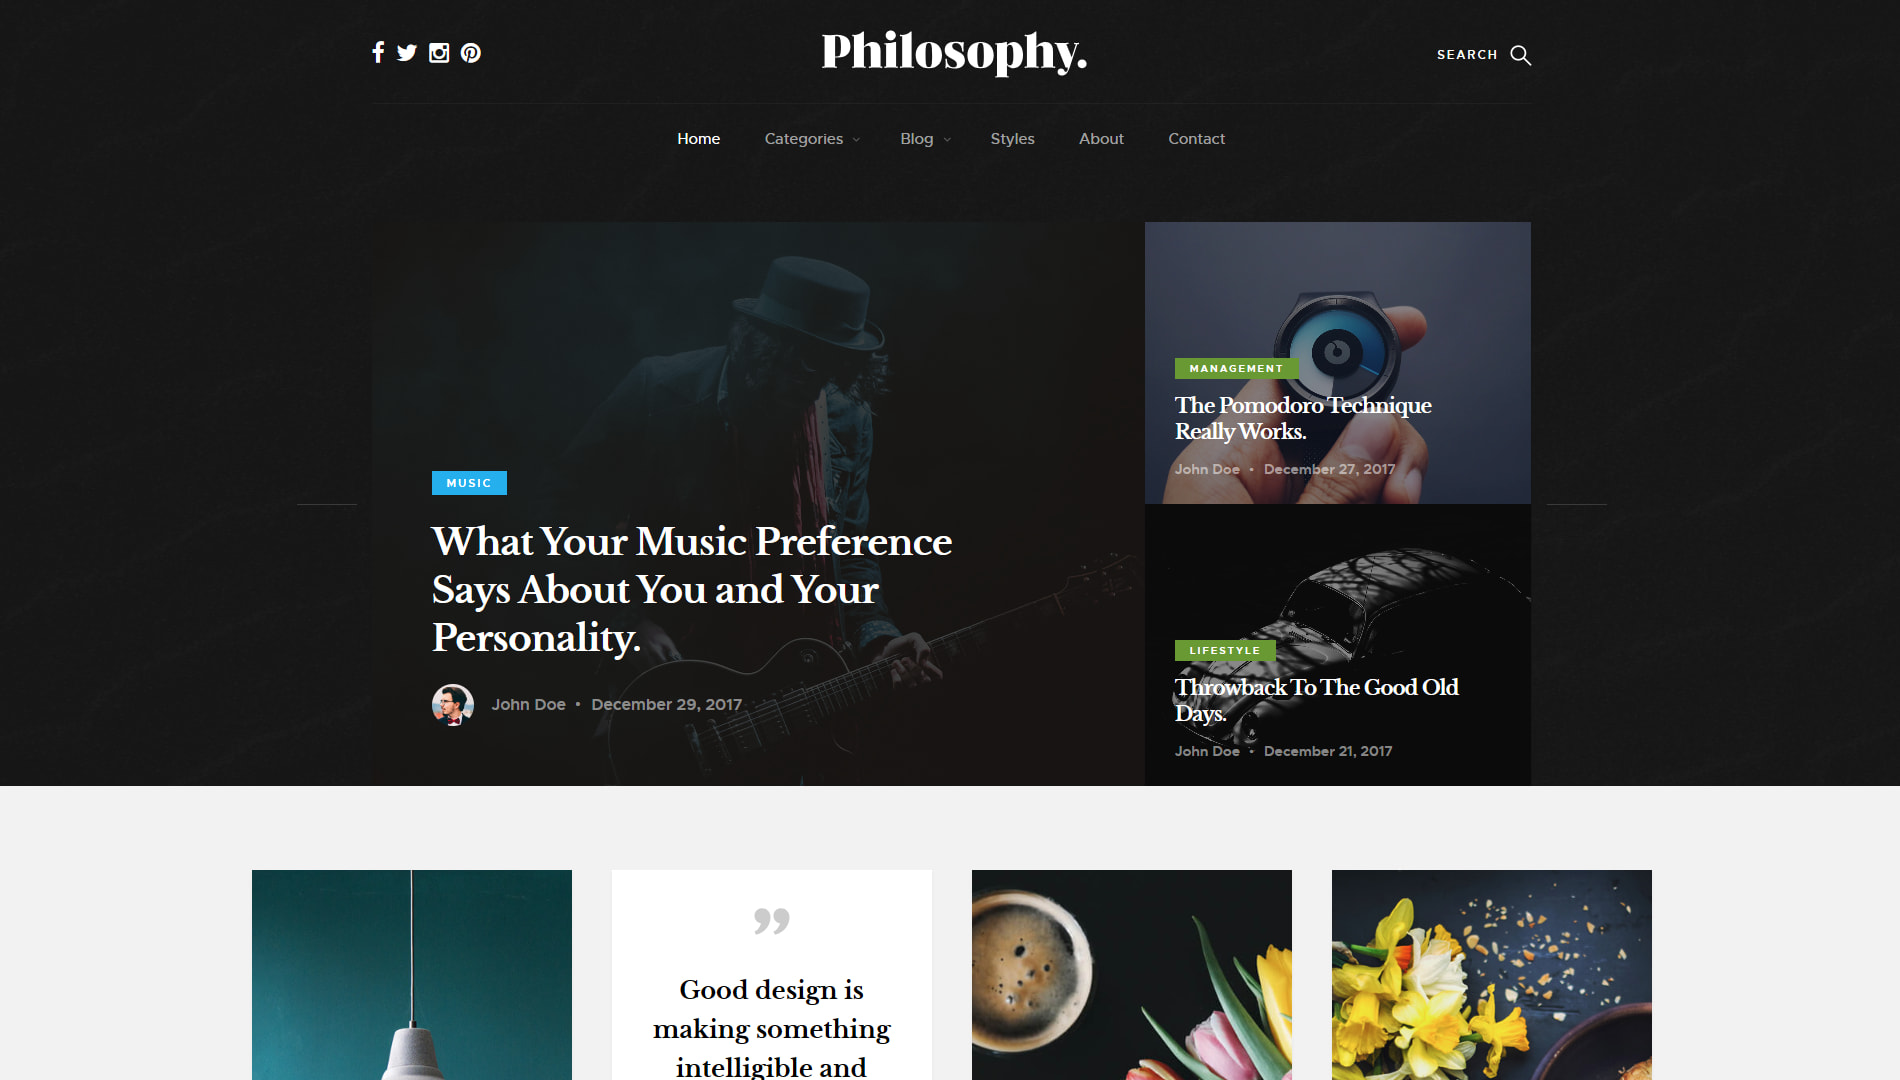 Philosophy.
SEARCH
Home Categories Blog Styles About Contact
MUSIC
What Your Music Preference
Says About You and Your
Personality.
John Doe • December 29, 2017
MANAGEMENT
The Pomodoro Technique
Really Works.
John Doe • December 27, 2017
LIFESTYLE
Throwback To The Good Old
Days.
John Doe • December 21, 2017
”
Good design is
making something
intelligible and